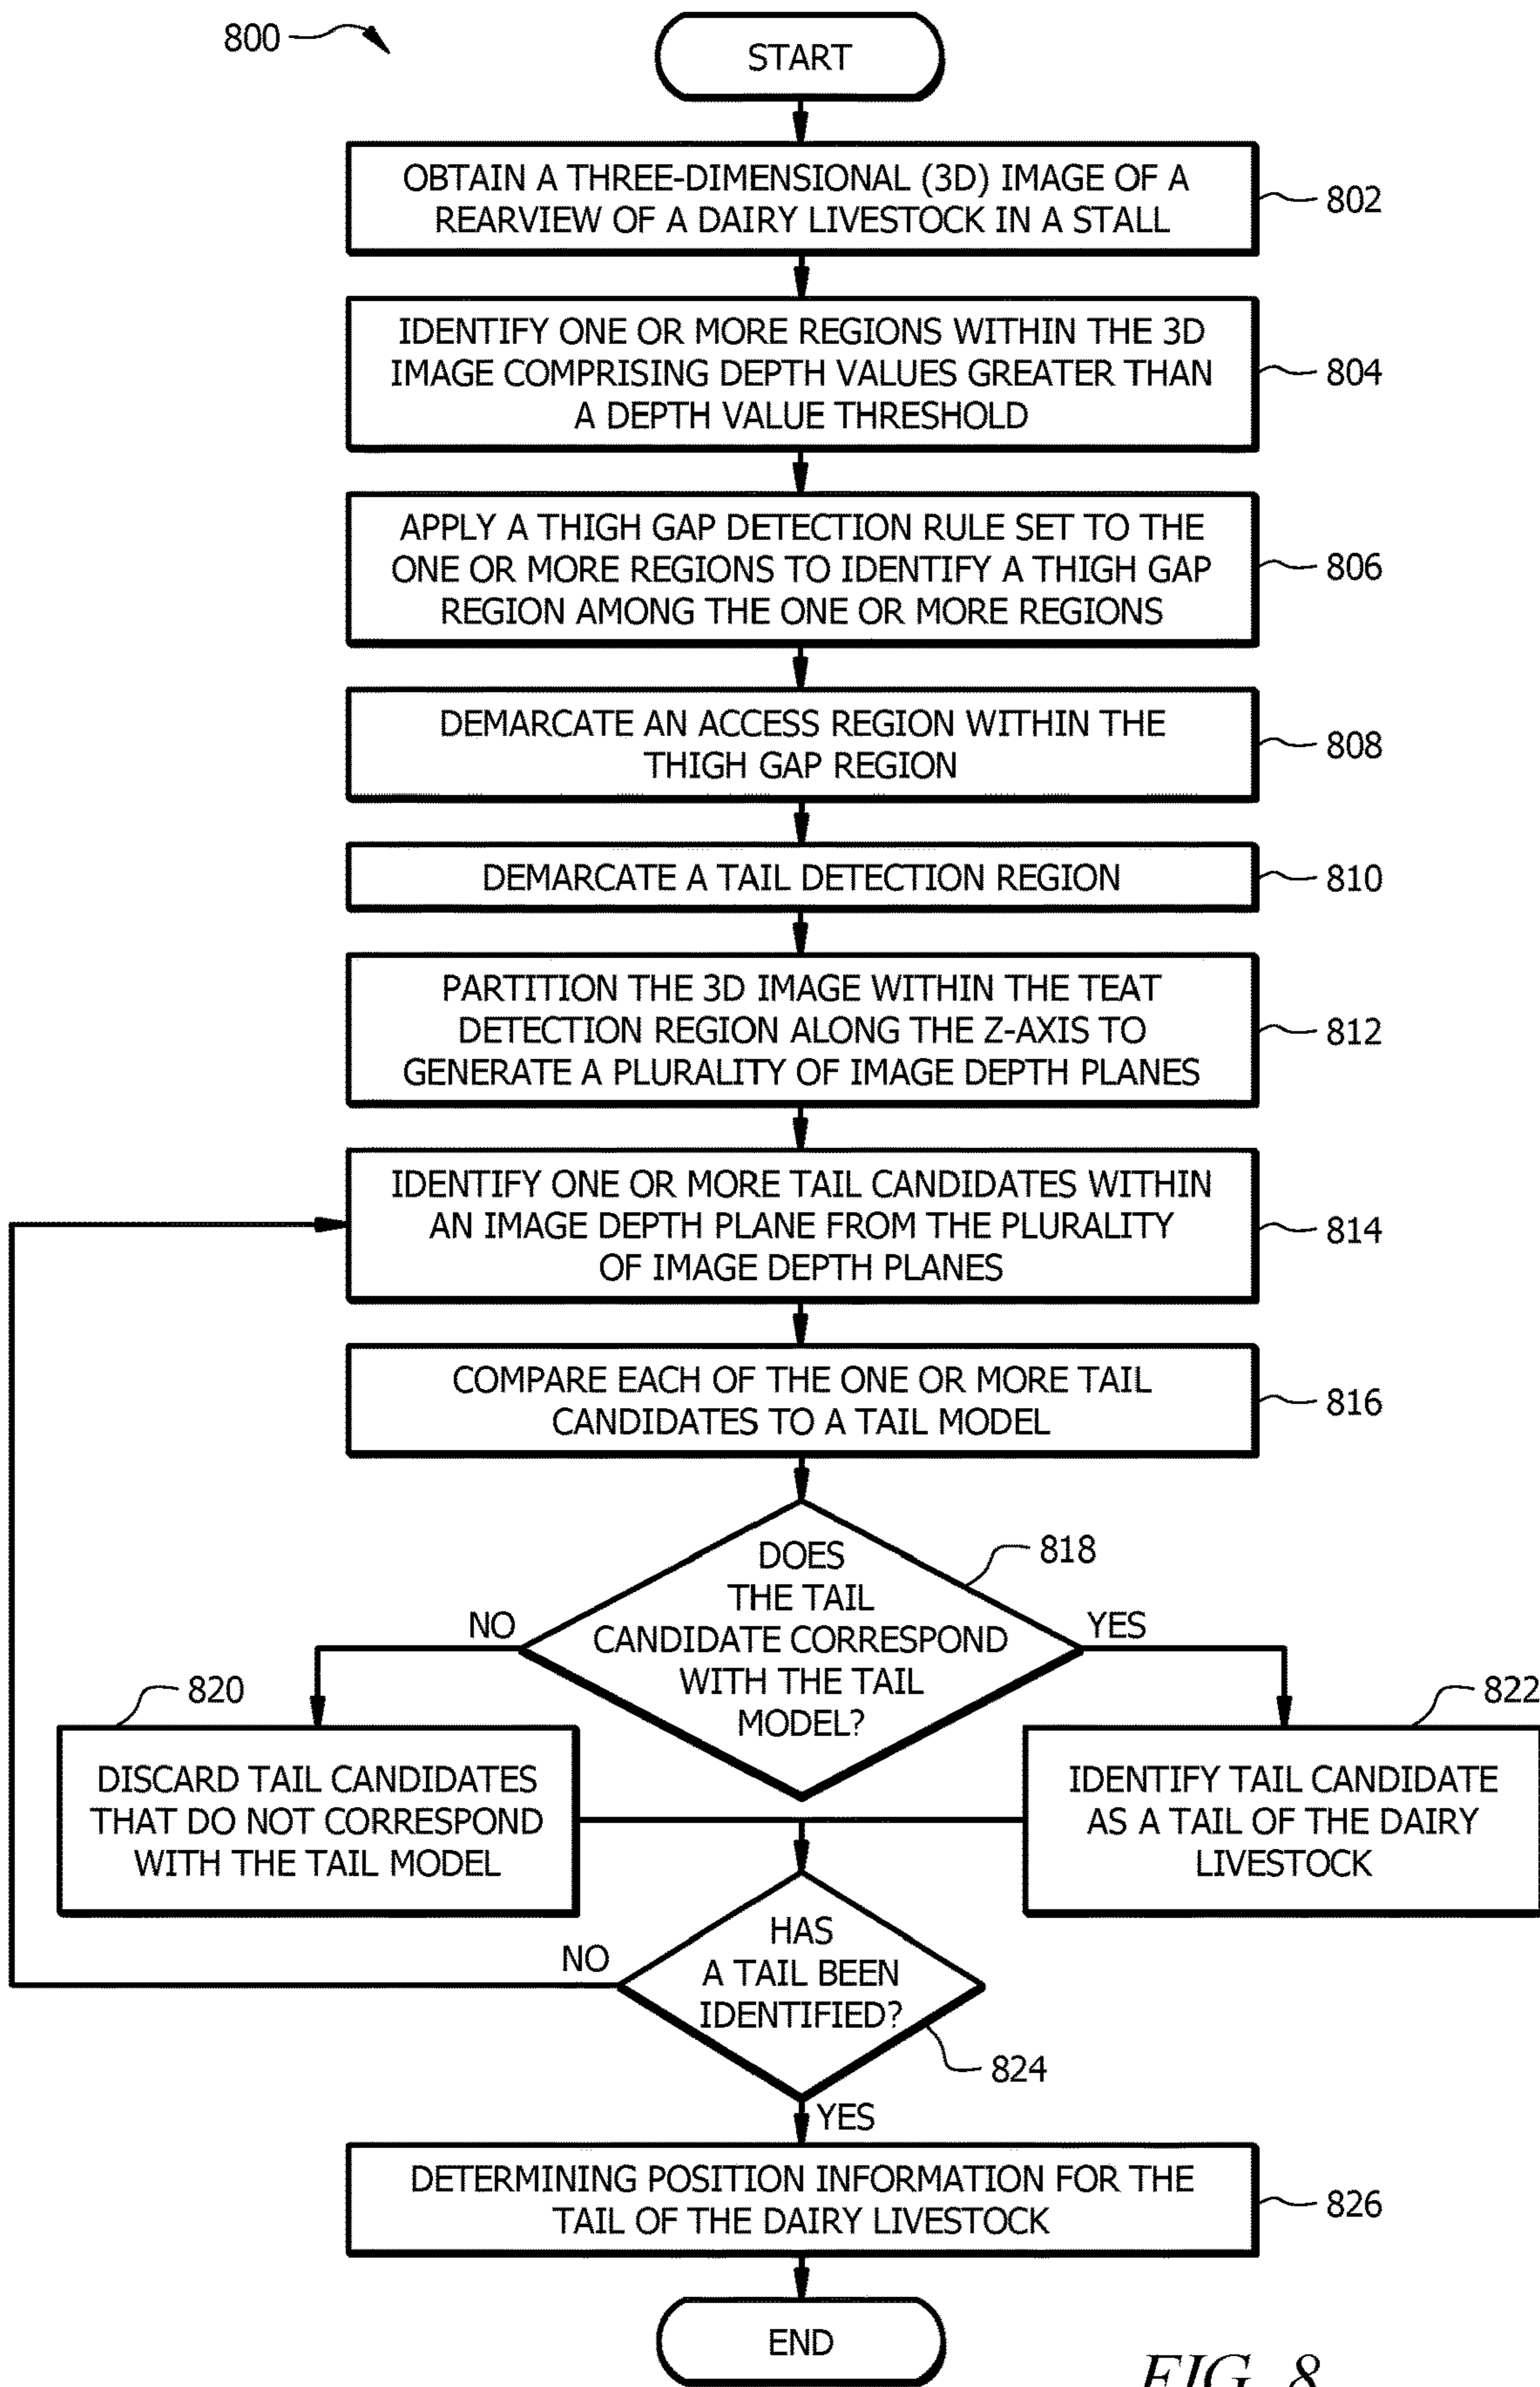 800
START
OBTAIN A THREE-DIMENSIONAL (3D) IMAGE OF A
REARVIEW OF A DAIRY LIVESTOCK IN A STALL
802
IDENTIFY ONE OR MORE REGIONS WITHIN THE 3D
IMAGE COMPRISING DEPTH VALUES GREATER THAN
A DEPTH VALUE THRESHOLD
804
APPLY A THIGH GAP DETECTION RULE SET TO THE
ONE OR MORE REGIONS TO IDENTIFY A THIGH GAP
REGION AMONG THE ONE OR MORE REGIONS
806
DEMARCATE AN ACCESS REGION WITHIN THE
THIGH GAP REGION
808
DEMARCATE A TAIL DETECTION REGION
810
PARTITION THE 3D IMAGE WITHIN THE TEAT
DETECTION REGION ALONG THE Z-AXIS TO
GENERATE A PLURALITY OF IMAGE DEPTH PLANES
812
IDENTIFY ONE OR MORE TAIL CANDIDATES WITHIN
AN IMAGE DEPTH PLANE FROM THE PLURALITY
OF IMAGE DEPTH PLANES
814
COMPARE EACH OF THE ONE OR MORE TAIL
CANDIDATES TO A TAIL MODEL
816
DOES
THE TAIL
CANDIDATE CORRESPOND
WITH THE TAIL
MODEL?
818
NO
YES
820
DISCARD TAIL CANDIDATES
THAT DO NOT CORRESPOND
WITH THE TAIL MODEL
822
IDENTIFY TAIL CANDIDATE
AS A TAIL OF THE DAIRY
LIVESTOCK
HAS
A TAIL BEEN
IDENTIFIED?
824
NO
YES
DETERMINING POSITION INFORMATION FOR THE
TAIL OF THE DAIRY LIVESTOCK
826
END
FIG. 8